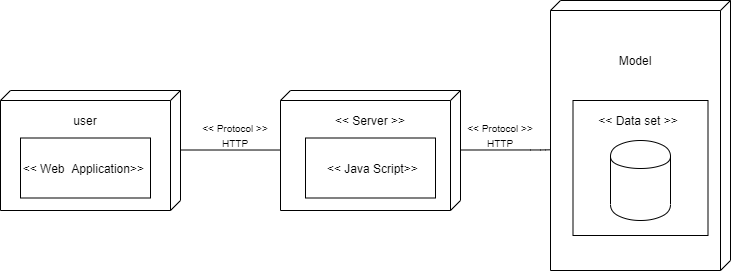 user
<< Web  Application>>
<< Protocol >>
HTTP
<< Server >>
<< Java Script>>
<< Protocol >>
HTTP
Model
<< Data set >>